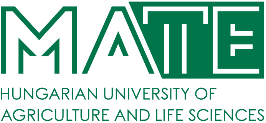 MATE
HUNGARIAN UNIVERSITY OF
AGRICULTURE AND LIFE SCIENCES